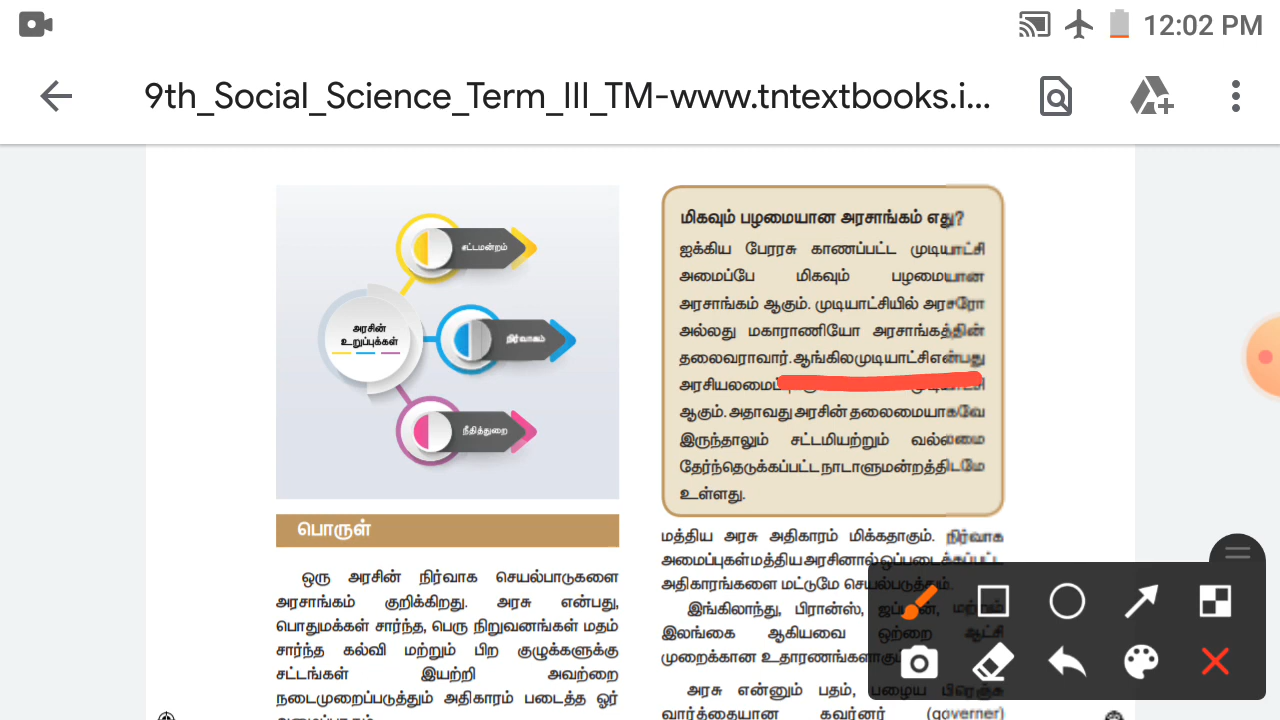 12:02 PM
9th_Social_Science_Term_III_TM-www.tntextbooks.i...
சட்டமன்றம்
அரசின்
உறுப்புக்கள்
நிர்வாகம்
நீதித்துறை
பொருள்
ஒரு அரசின் நிர்வாக செயல்பாடுகளை
அரசாங்கம் குறிக்கிறது. அரசு என்பது,
பொதுமக்கள் சார்ந்த, பெரு நிறுவனங்கள் மதம்
சார்ந்த கல்வி மற்றும் பிற குழுக்களுக்கு
சட்டங்கள் இயற்றி அவற்றை
நடைமுறைப்படுத்தும் அதிகாரம் படைத்த ஓர்
மிகவும் பழமையான அரசாங்கம் எது?
ஐக்கிய பேரரசு காணப்பட்ட முடியாட்சி
அமைப்பே மிகவும் பழமையான
அரசாங்கம் ஆகும். முடியாட்சியில் அரசரோ
அல்லது மகாராணியோ அரசாங்கத்தின்
தலைவராவார். ஆங்கில முடியாட்சி என்பது
ஆகும். அதாவது அரசின் தலைமையாகவே
இருந்தாலும் சட்டமியற்றும் வல்லமை
தேர்ந்தெடுக்கப்பட்ட நாடாளுமன்றத்திடமே
உள்ளது.
மத்திய அரசு அதிகாரம் மிக்கதாகும். நிர்வாக
அமைப்புகள் மத்திய அரசினால் ஒப்படைக்கப்பட்ட
அதிகாரங்களை மட்டுமே செயல்படுத்தும்.
இங்கிலாந்து, பிரான்ஸ், ஜப்பான், மற்றும்
இலங்கை ஆகியவை ஒற்றை ஆட்சி
முறைக்கான
அரசு என்னும் பதம், பழைய பிரெஞ்சு
வார்த்தையான கவர்னர் (governer)